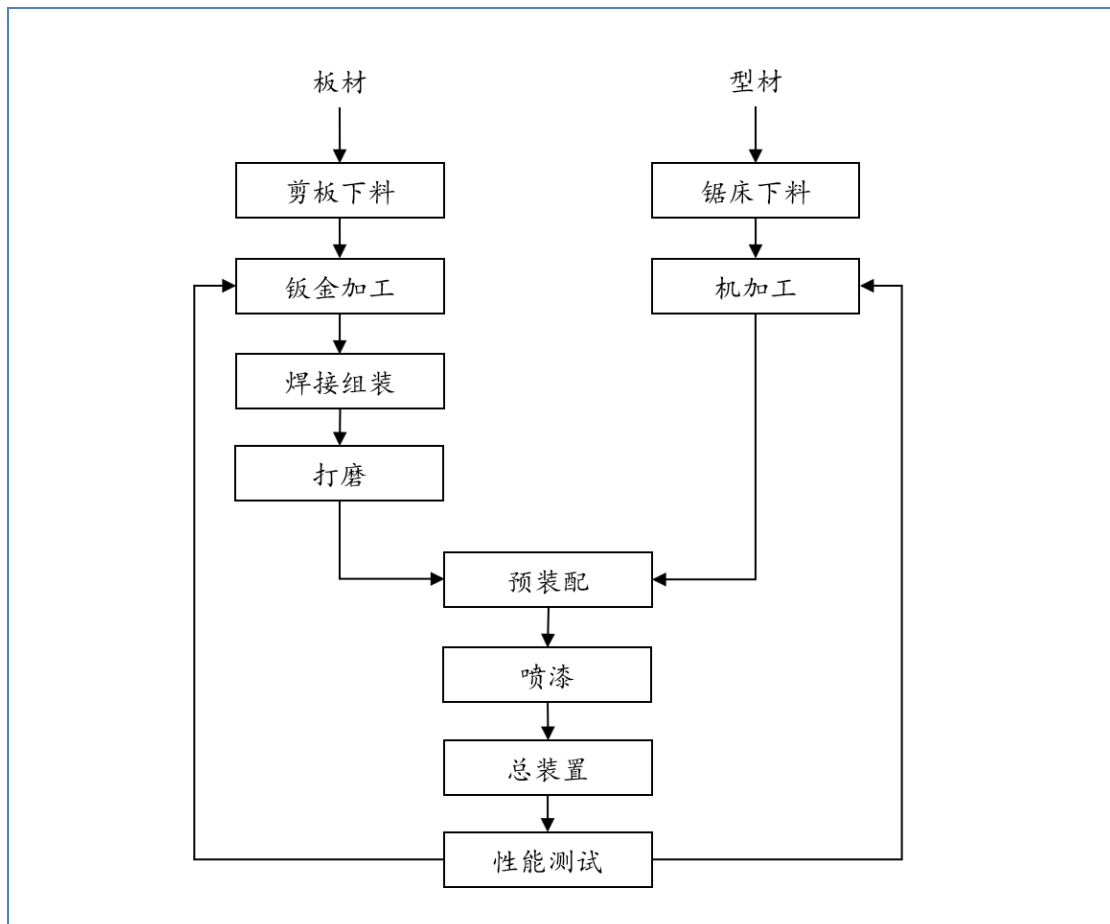 板材
型材
剪板下料
锯床下料
钣金加工
机加工
焊接组装
打磨
预装配
喷漆
总装置
性能测试